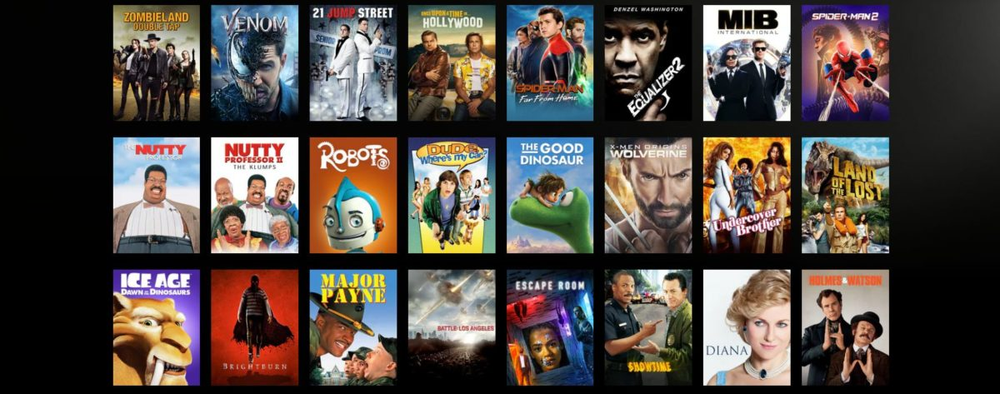 ZOMBIELAND
DOUBLE TAP
VENOM
21 JUMP STREET
SENIOR
PROM
ONCE UPON A TIME IN...
HOLLYWOOD
SPIDER-MAN
Far From Home
DENZEL WASHINGTON
THE
EQUALIZER 2
MIB
INTERNATIONAL
SPIDER-MAN 2
THE
NUTTY
PROFESSOR
NUTTY
PROFESSOR II
THE KLUMPS
ROBOTS
DUDE,
Where's My Car?
THE GOOD
DINOSAUR
X-MEN ORIGINS
WOLVERINE
Undercover
Brother
LAND
OF THE LOST
ICE AGE
DAWN OF THE DINOSAURS
BRIGHTBURN
MAJOR
PAYNE
BATTLE: LOS ANGELES
ESCAPE ROOM
SHOWTIME
DIANA
HOLMES & WATSON